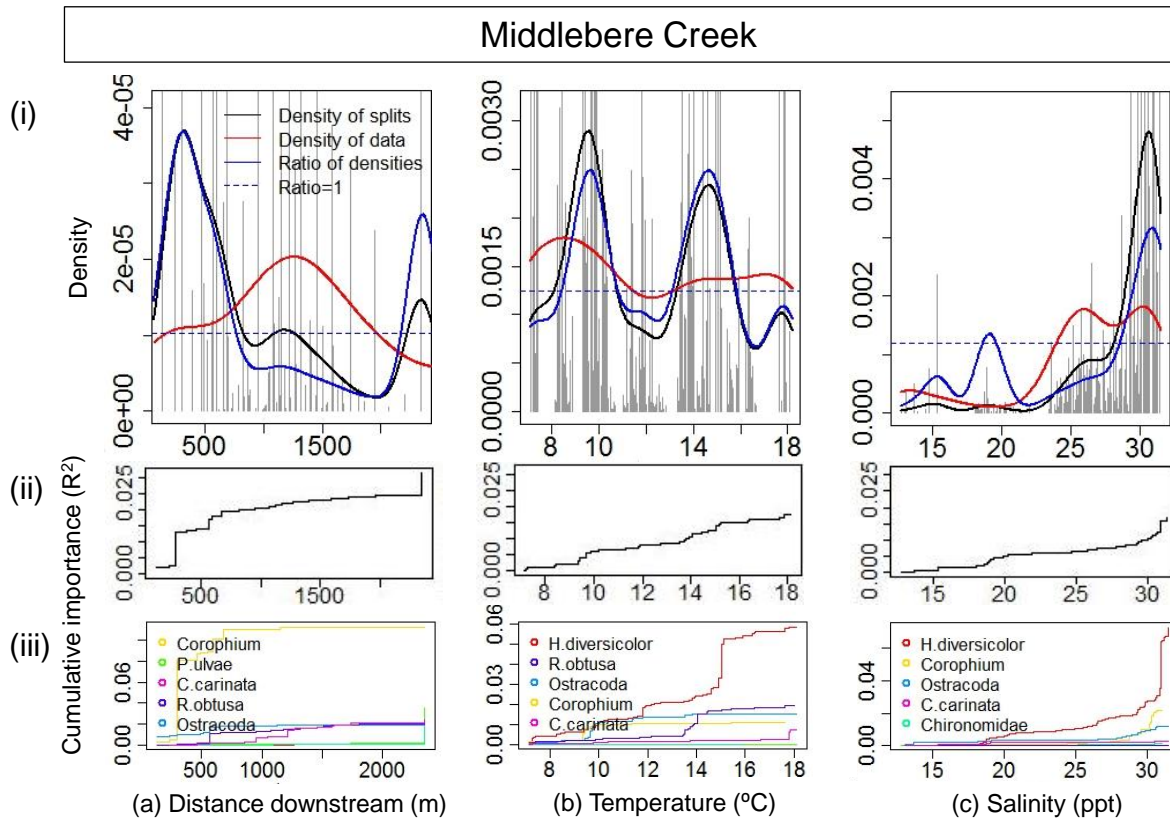 Middlebere Creek
(i)
Density
4e-05
2e-05
0e+00
Density of splits
Density of data
Ratio of densities
Ratio=1
500
1500
0.0030
0.0015
0.0000
8
10
12
14
16
18
0.004
0.002
0.000
15
20
25
30
(ii)
Cumulative importance (R²)
0.025
0.000
500
1500
0.025
0.000
8
10
12
14
16
18
0.025
0.000
15
20
25
30
(iii)
0.06
0.00
Corophium
P.ulvae
C.carinata
R.obtusa
Ostracoda
500
1000
2000
0.06
0.03
0.00
H.diversicolor
R.obtusa
Ostracoda
Corophium
C.carinata
8
10
12
14
16
18
0.04
0.00
H.diversicolor
Corophium
Ostracoda
C.carinata
Chironomidae
15
20
25
30
(a) Distance downstream (m)
(b) Temperature (ºC)
(c) Salinity (ppt)